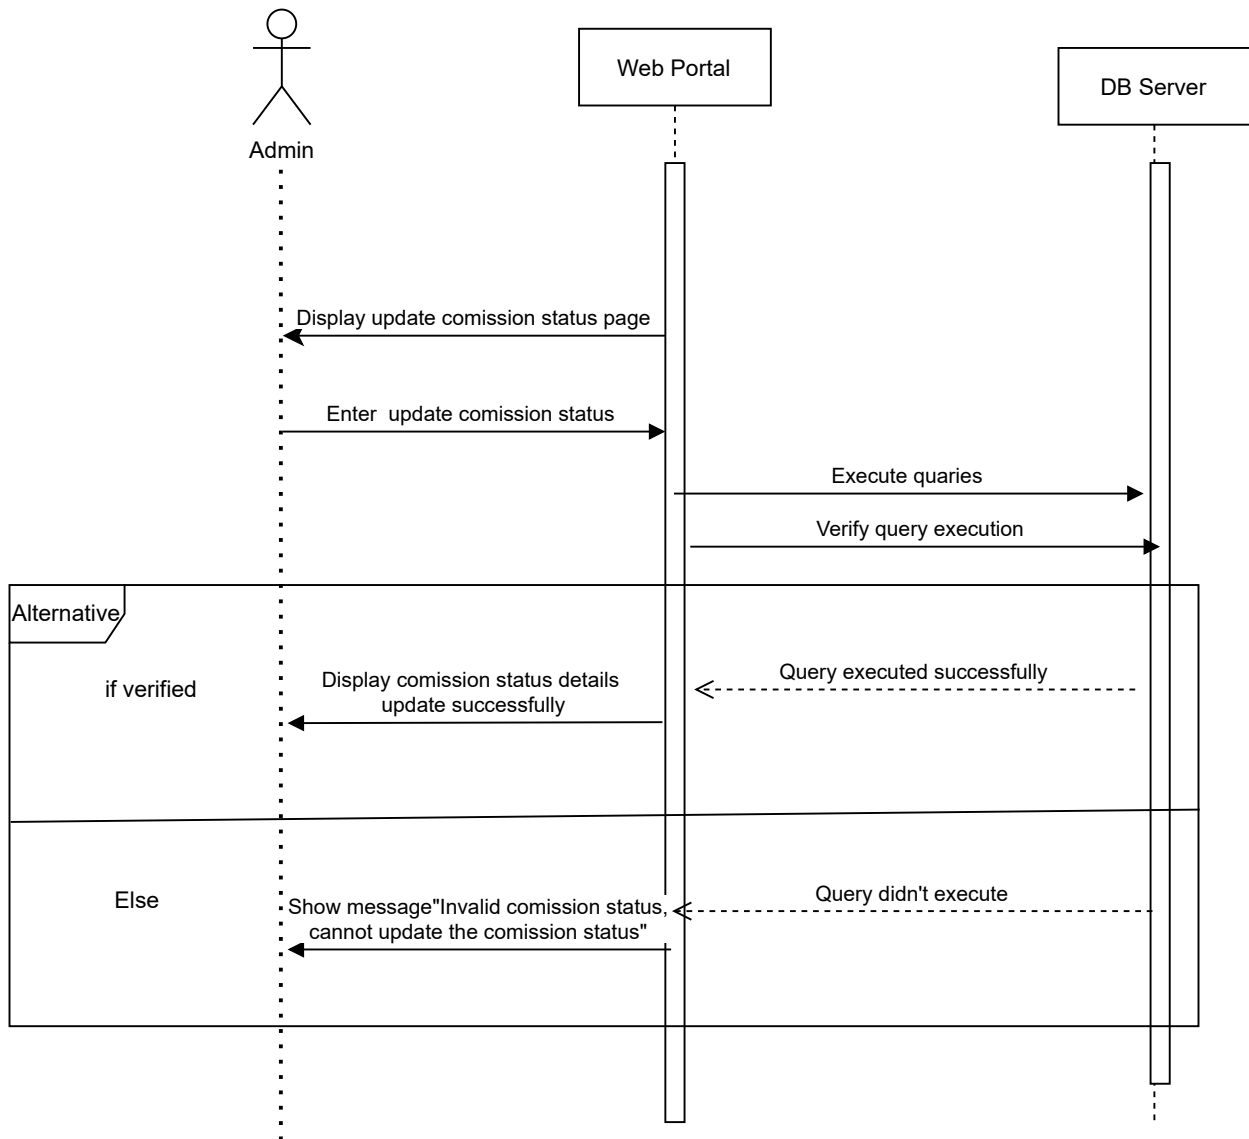 Web Portal
DB Server
Admin
Display update comission status page
Enter  update comission status
Execute quaries
Verify query execution
Alternative
if verified
Display comission status details
update successfully
Query executed successfully
Else
Show message"Invalid comission status,
cannot update the comission status"
Query didn't execute